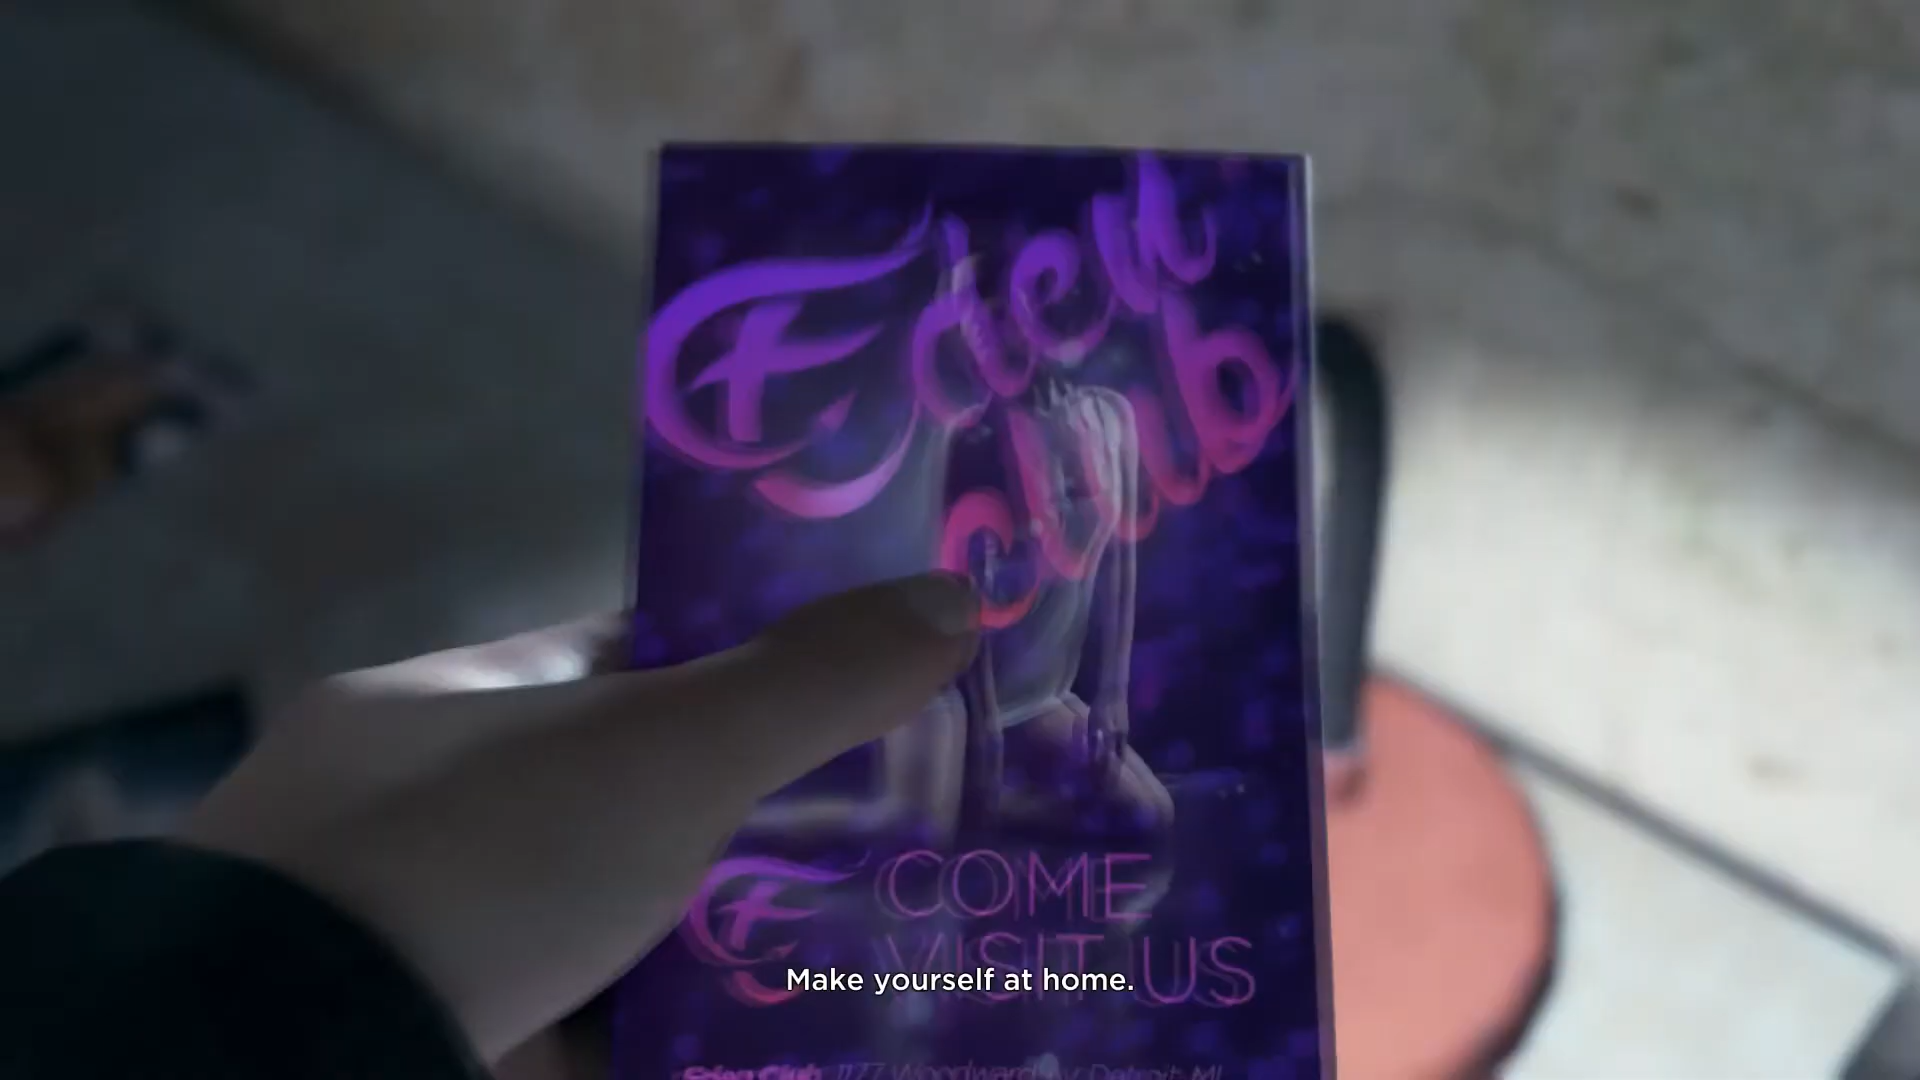 Eden
club
COME
VISIT US
Make yourself at home.
Eden Club, 1177 Woodward Av Detroit MI